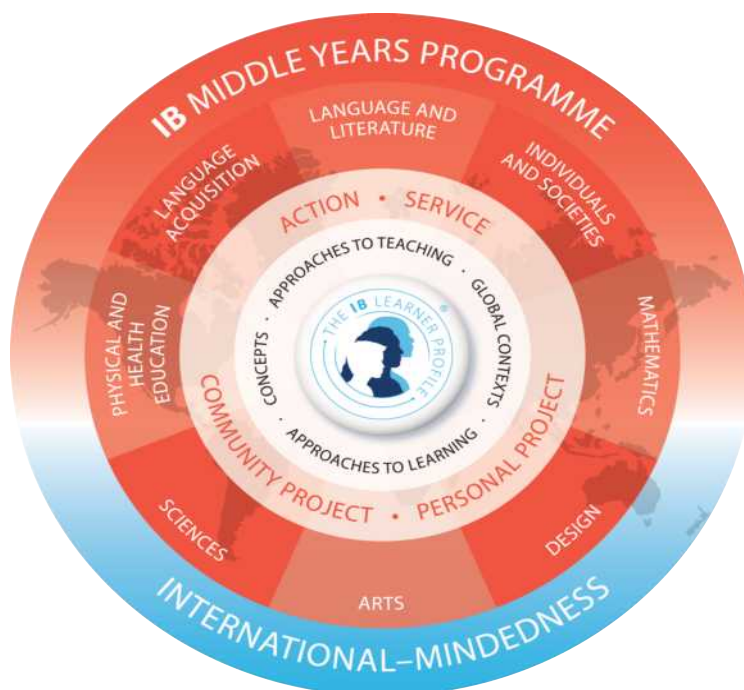 IB MIDDLE YEARS PROGRAMME
LANGUAGE AND
LITERATURE
LANGUAGE
ACQUISITION
INDIVIDUALS
AND SOCIETIES
PHYSICAL AND
HEALTH
EDUCATION
MATHEMATICS
SCIENCES
DESIGN
ARTS
ACTION • SERVICE
COMMUNITY PROJECT • PERSONAL PROJECT
APPROACHES TO TEACHING · GLOBAL CONTEXTS · APPROACHES TO LEARNING · CONCEPTS ·
THE IB LEARNER PROFILE ®
INTERNATIONAL–MINDEDNESS